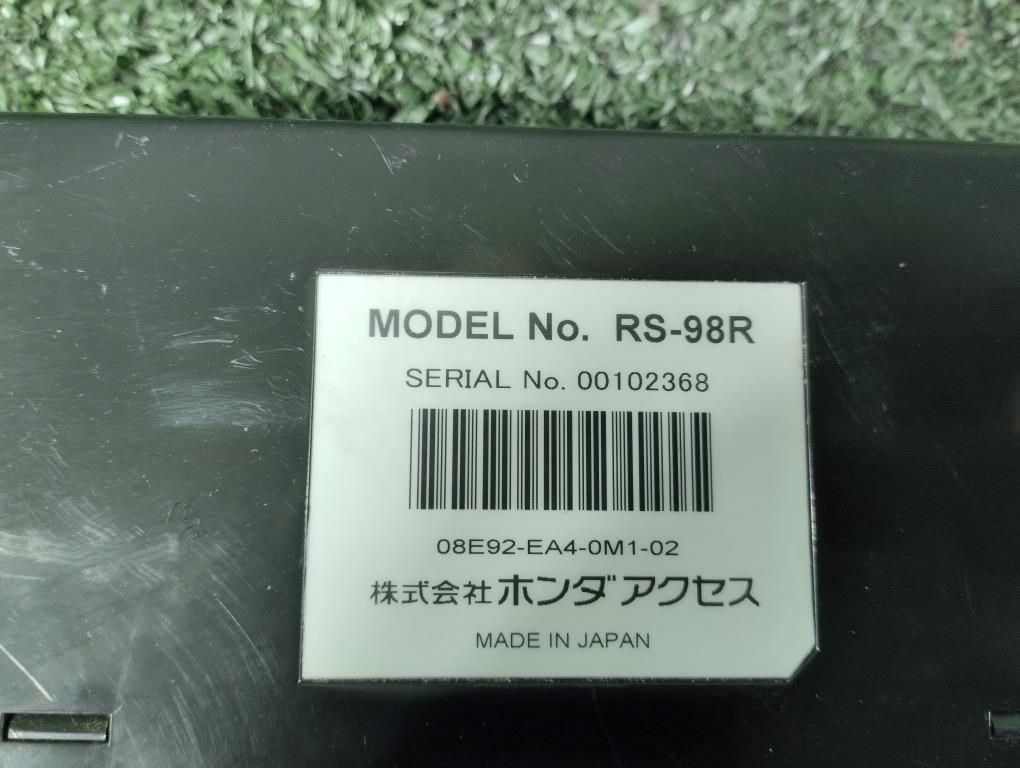 MODEL No. RS-98R
SERIAL No. 00102368
08E92-EA4-0M1-02
株式会社 ホンダアクセス
MADE IN JAPAN